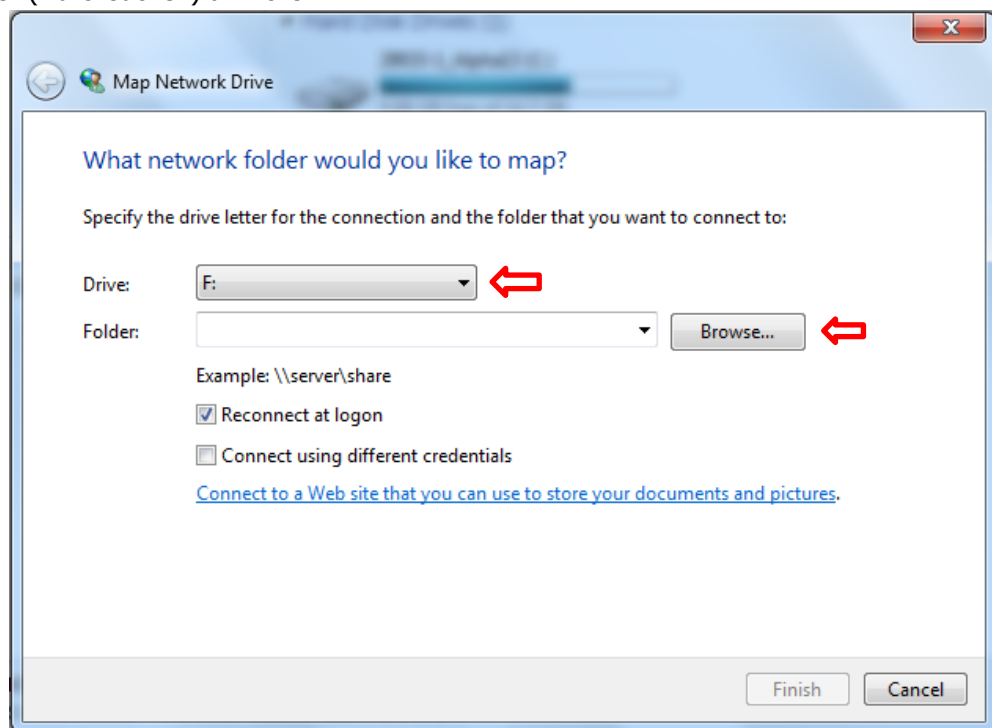 Map Network Drive
What network folder would you like to map?
Specify the drive letter for the connection and the folder that you want to connect to:
Drive: F:
Folder: Browse...
Example: \\server\share
Reconnect at logon
Connect using different credentials
Connect to a Web site that you can use to store your documents and pictures.
Finish Cancel